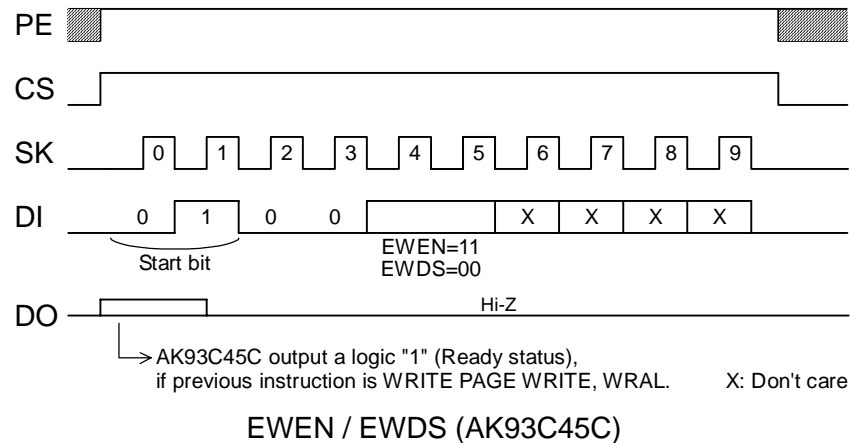 PE
CS
SK 0 1 2 3 4 5 6 7 8 9
DI 0 1 0 0 X X X X
Start bit
EWEN=11
EWDS=00
DO Hi-Z
AK93C45C output a logic "1" (Ready status),
if previous instruction is WRITE PAGE WRITE, WRAL. X: Don't care
EWEN / EWDS (AK93C45C)